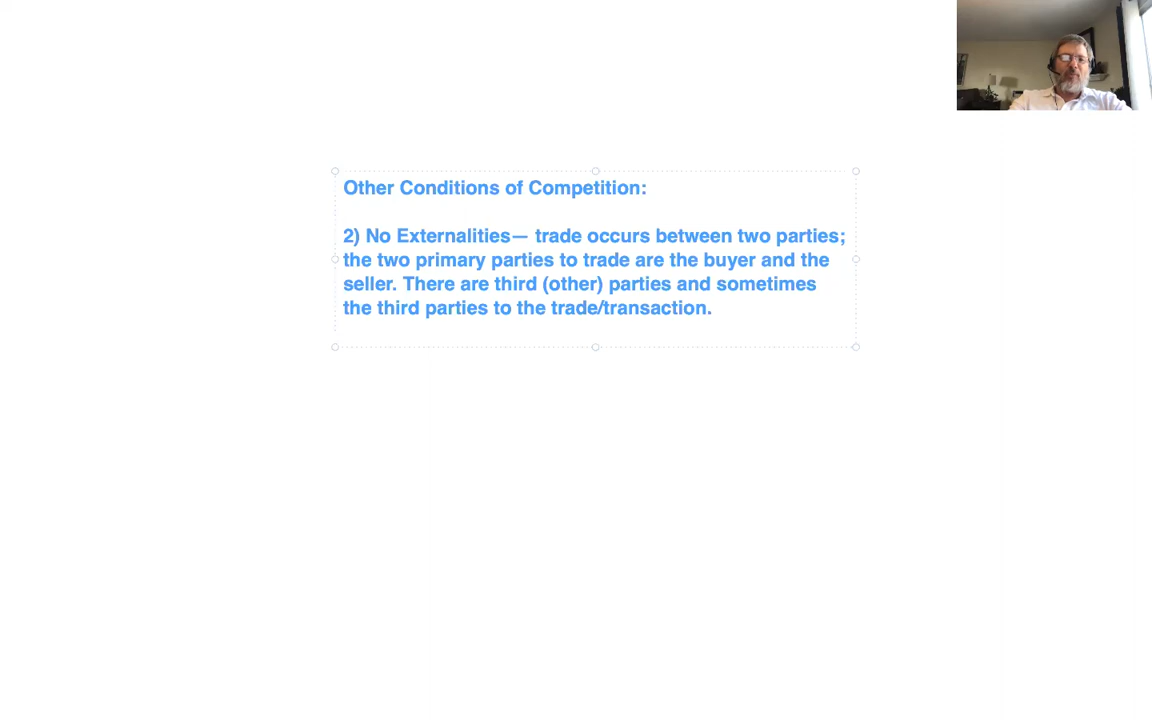 Other Conditions of Competition:
2) No Externalities— trade occurs between two parties;
the two primary parties to trade are the buyer and the
seller. There are third (other) parties and sometimes
the third parties to the trade/transaction.